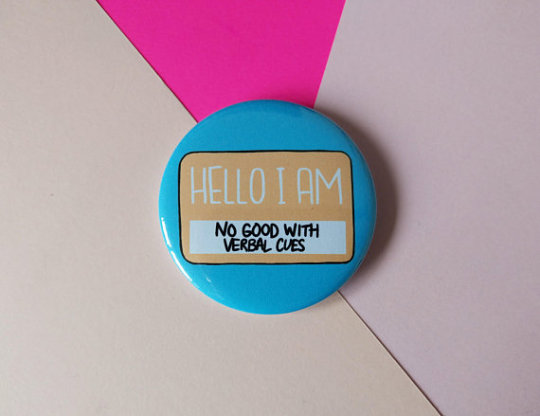 HELLO I AM
NO GOOD WITH
VERBAL CUES